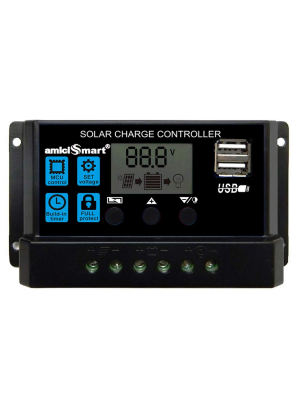 SOLAR CHARGE CONTROLLER
amiciSmart®
88.8 V
MCU
control
SET
voltage
USB
Build-in
timer
FULL
protect